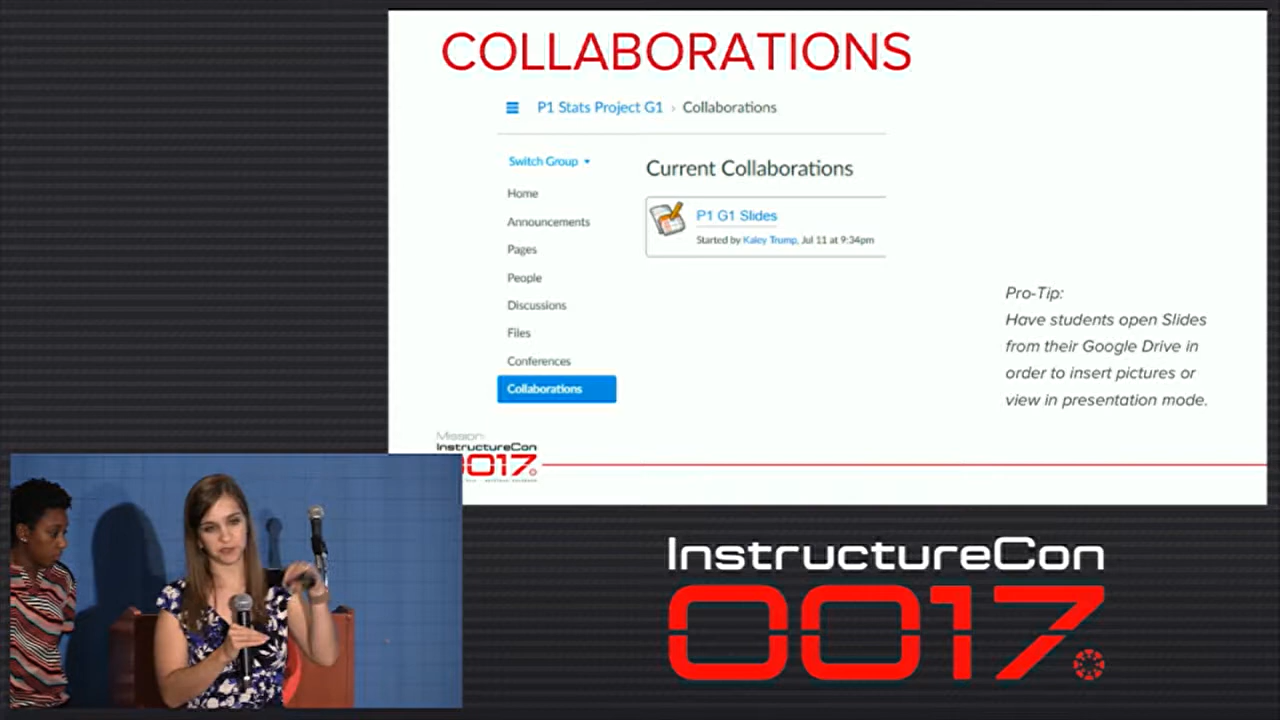 COLLABORATIONS
P1 Stats Project G1 › Collaborations
Switch Group
Current Collaborations
Home
P1 G1 Slides
Announcements
Started by Kaley Trump, Jul 11 at 9:34pm
Pages
People
Discussions
Files
Conferences
Collaborations
Pro-Tip:
Have students open Slides
from their Google Drive in
order to insert pictures or
view in presentation mode.
Mission:
InstructureCon
0017
InstructureCon
0017